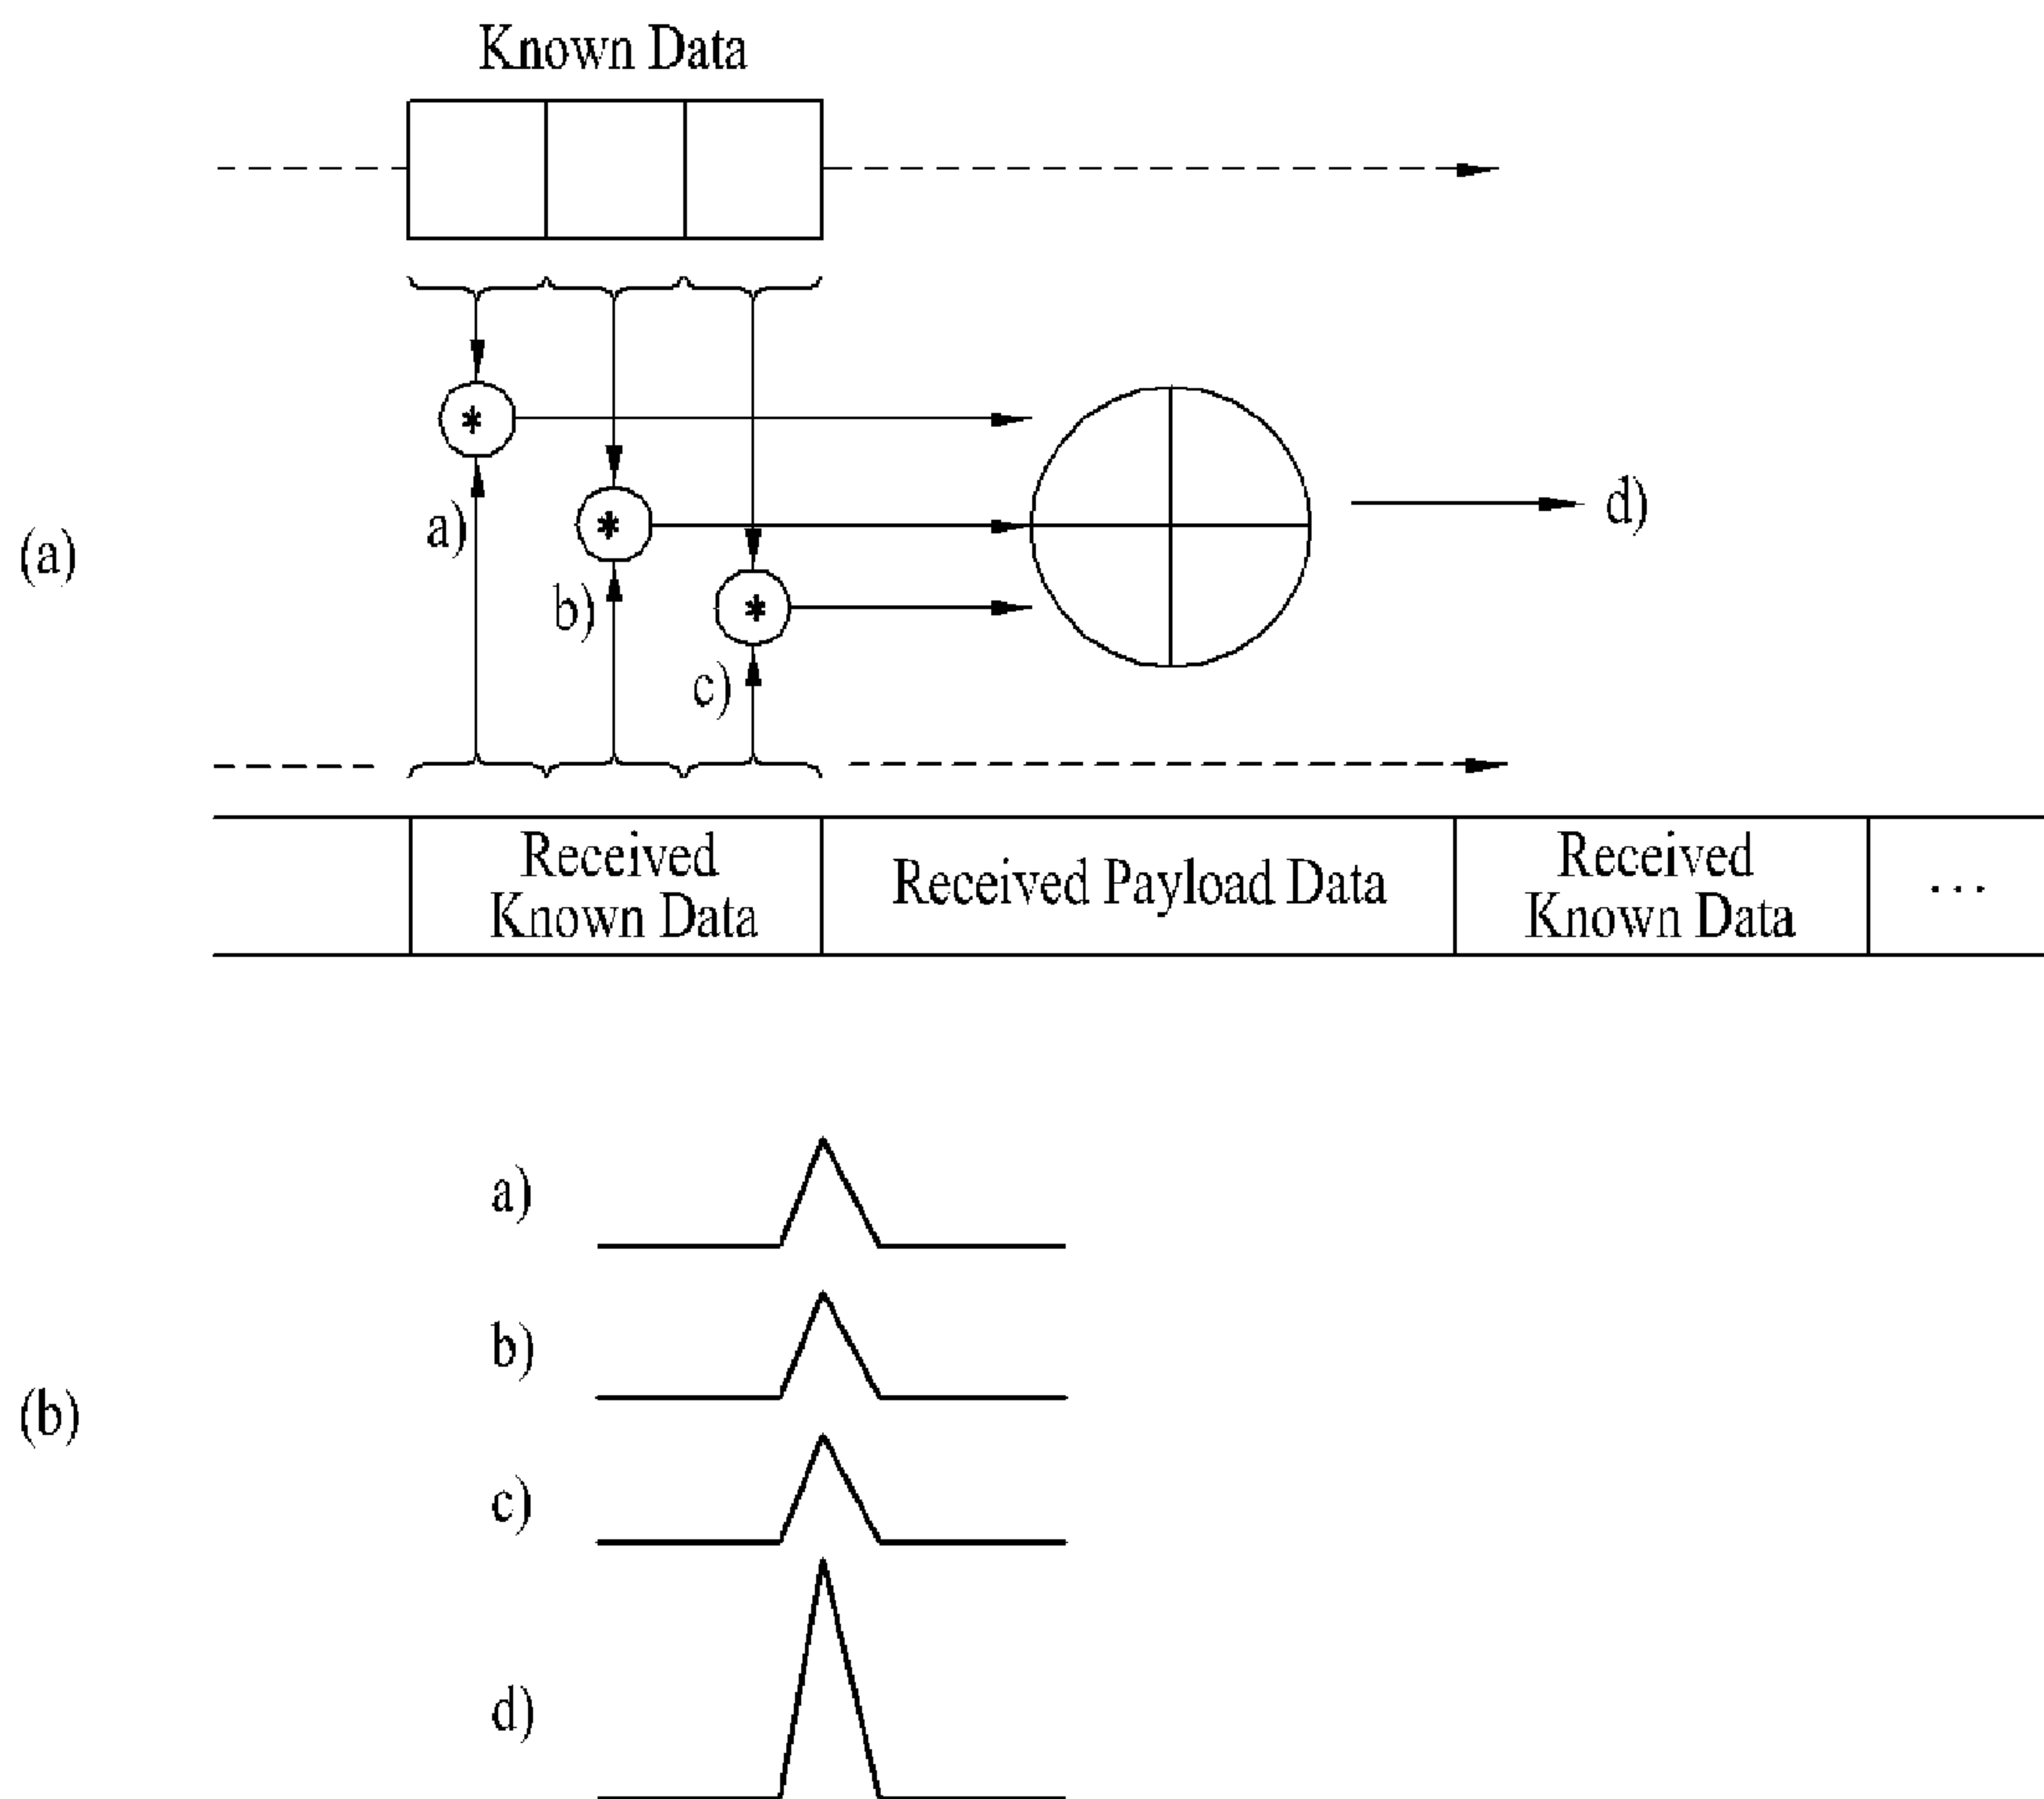 Known Data
*
a)
*
b)
*
c)
d)
(a)
Received
Known Data
Received Payload Data
Received
Known Data
...
a)
b)
c)
d)
(b)